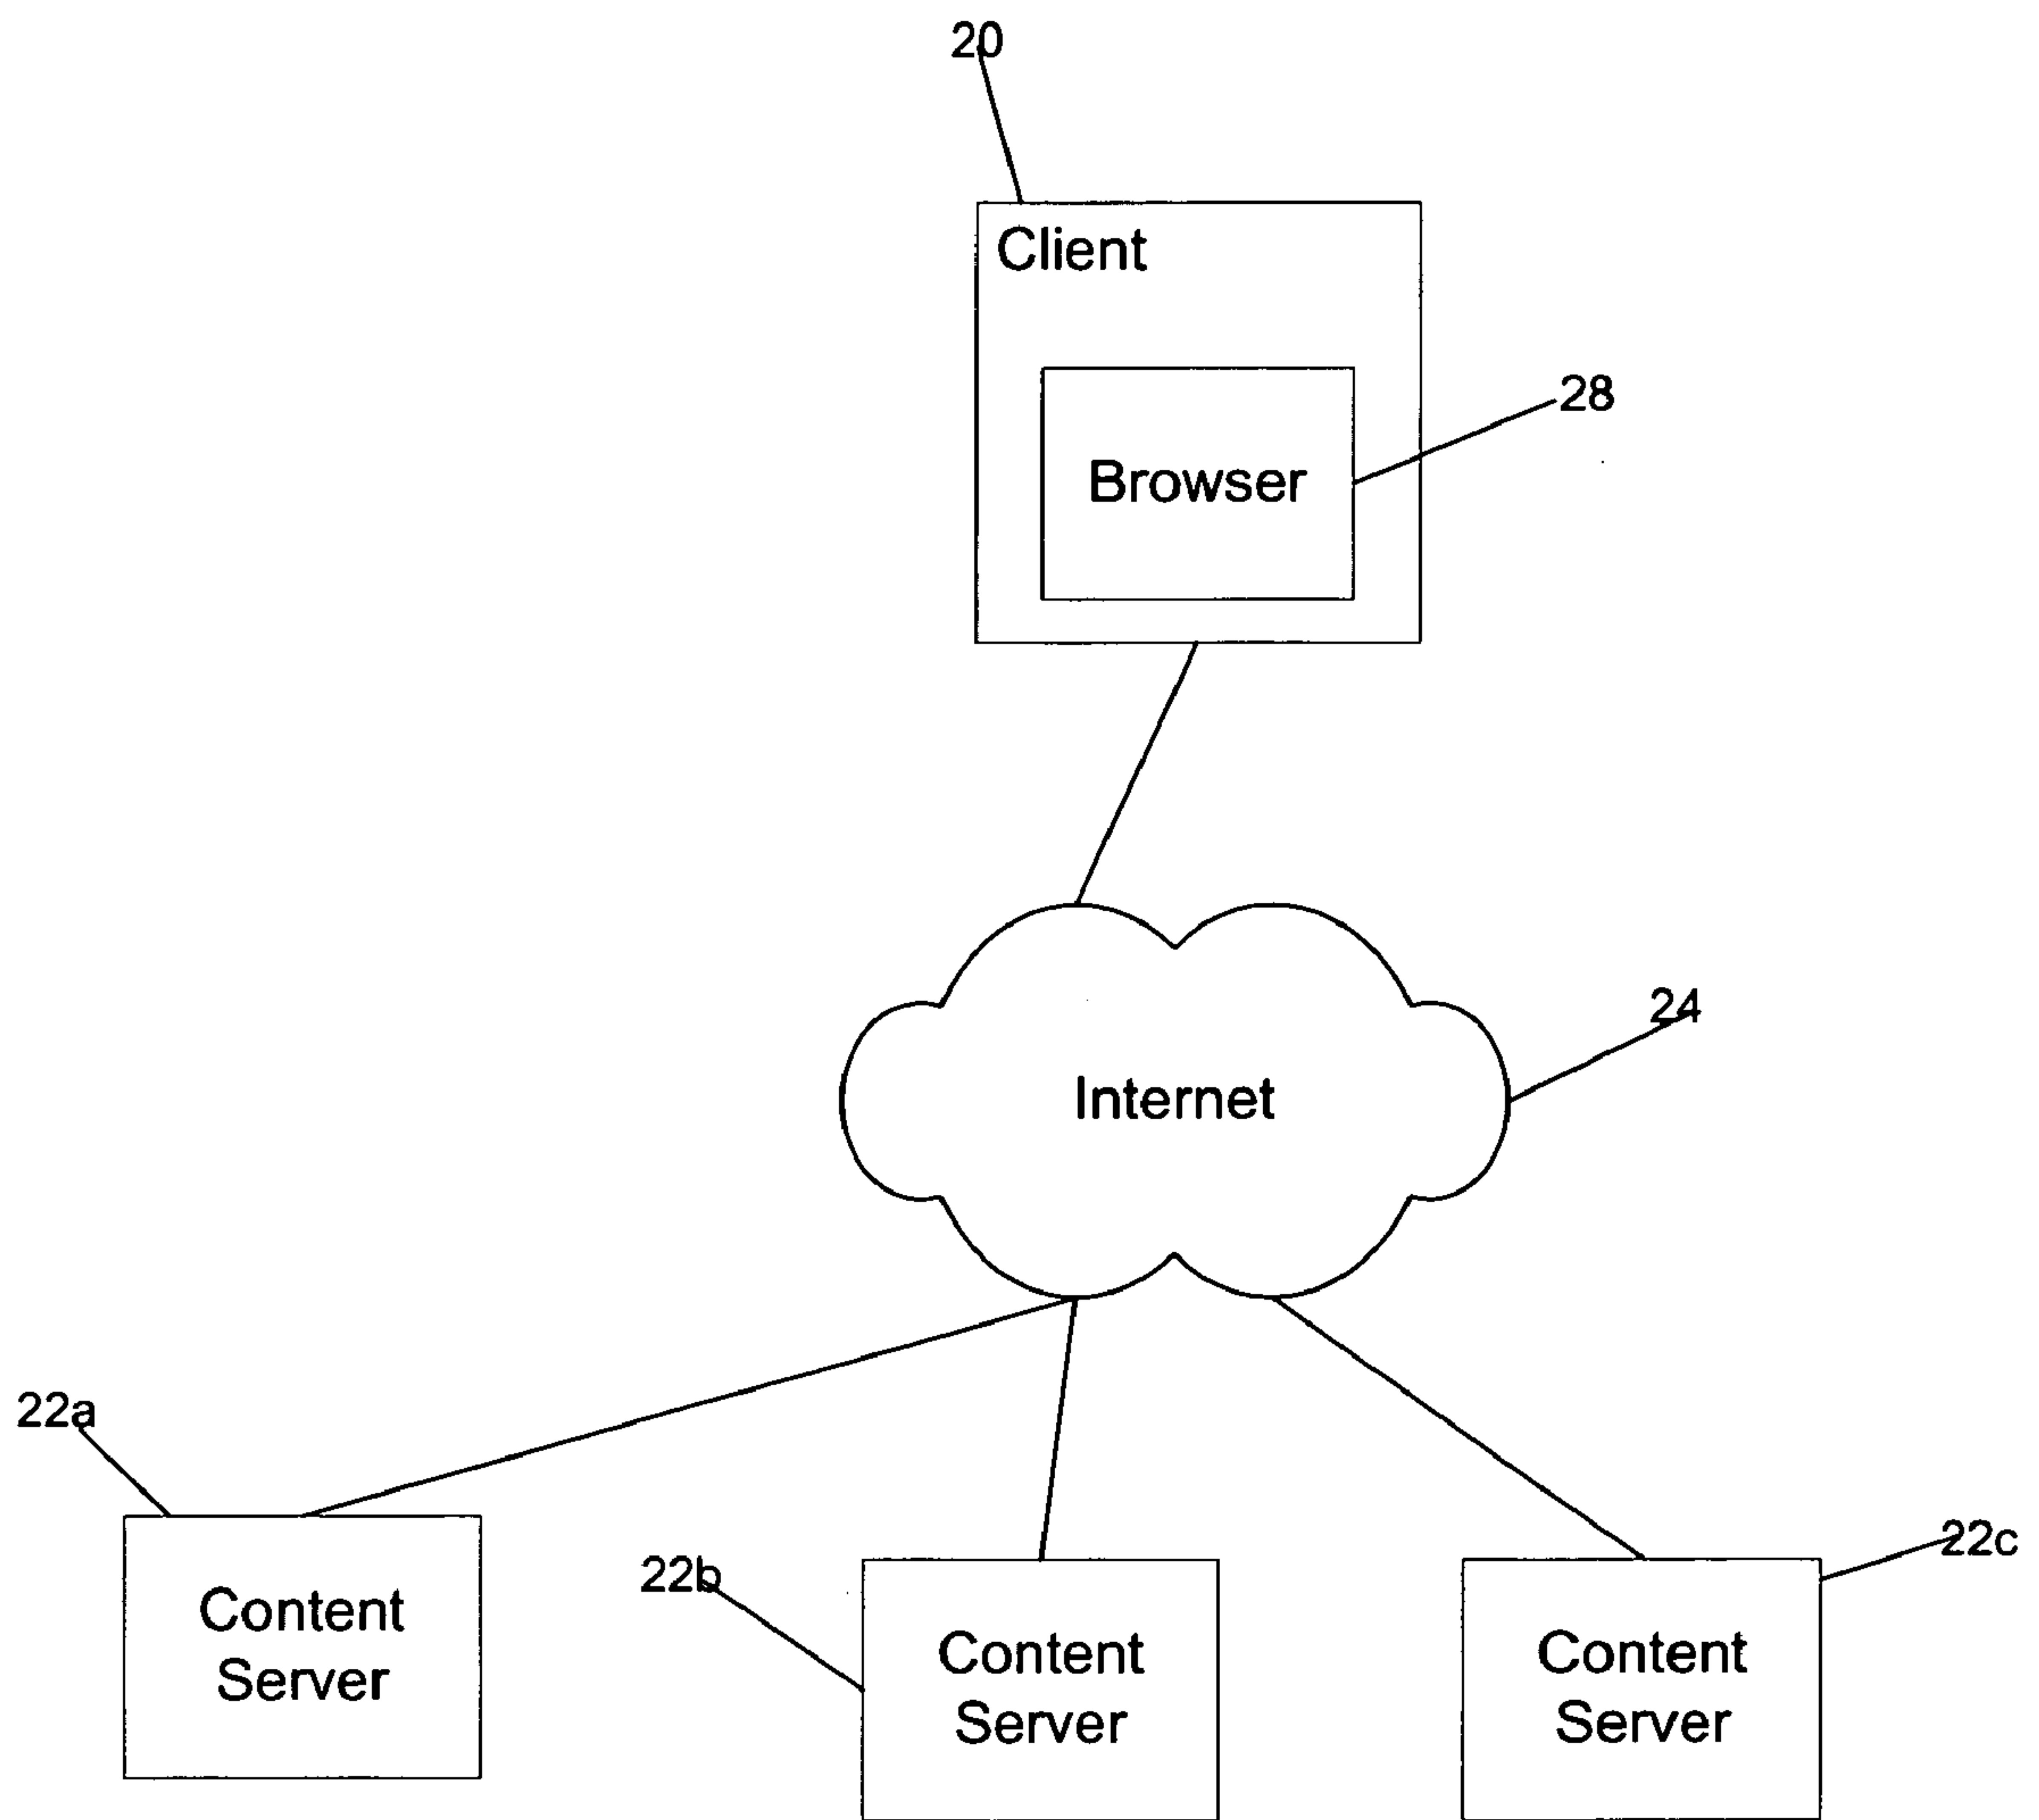 20
Client
Browser
28
24
Internet
22a
22b
22c
Content
Server
Content
Server
Content
Server